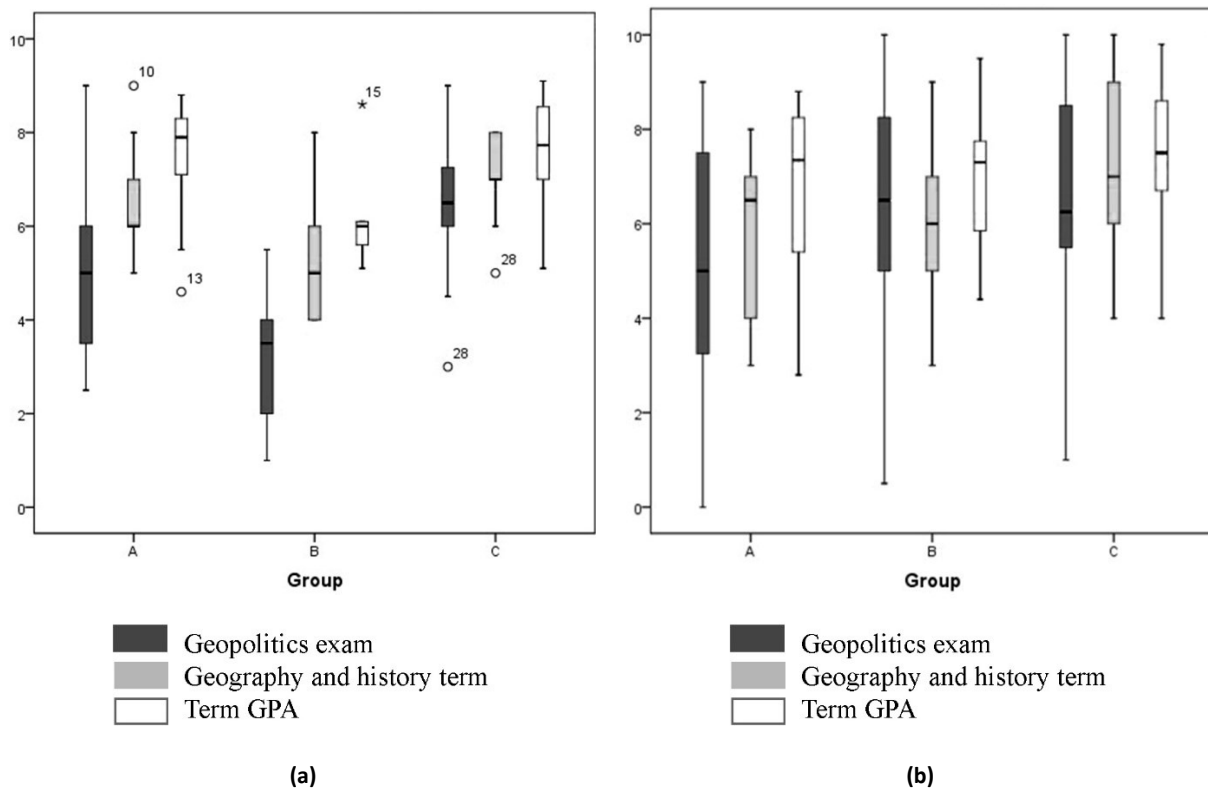 10
8
6
4
2
0
10
13
15
28
28
A
B
C
Group
Geopolitics exam
Geography and history term
Term GPA
(a)
10
8
6
4
2
0
A
B
C
Group
Geopolitics exam
Geography and history term
Term GPA
(b)